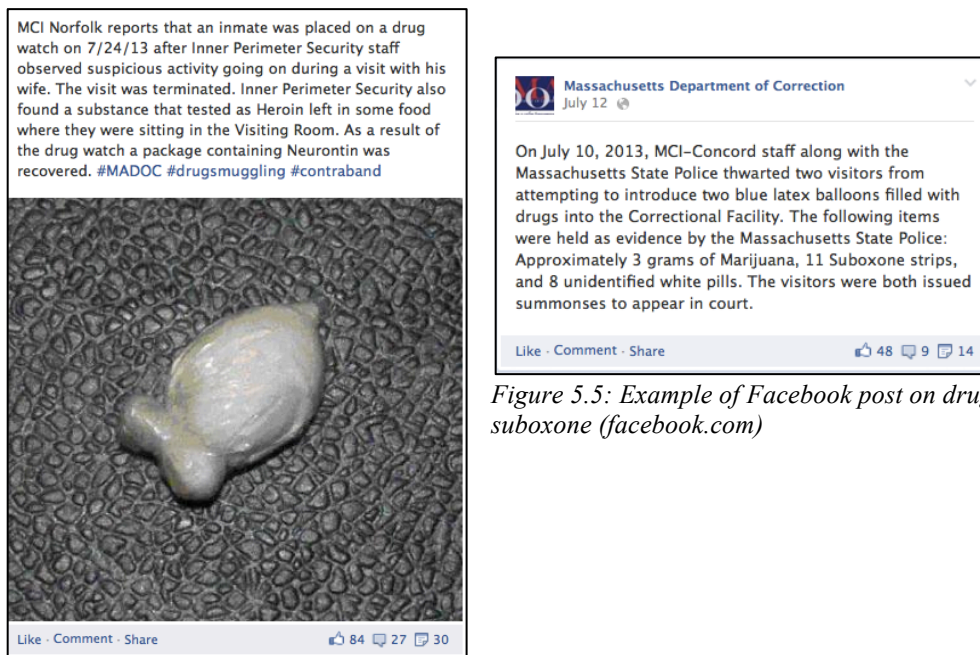 MCI Norfolk reports that an inmate was placed on a drug
watch on 7/24/13 after Inner Perimeter Security staff
observed suspicious activity going on during a visit with his
wife. The visit was terminated. Inner Perimeter Security also
found a substance that tested as Heroin left in some food
where they were sitting in the Visiting Room. As a result of
the drug watch a package containing Neurontin was
recovered. #MADOC #drugsmuggling #contraband
Like · Comment · Share 84 27 30
Massachusetts Department of Correction
July 12
On July 10, 2013, MCI-Concord staff along with the
Massachusetts State Police thwarted two visitors from
attempting to introduce two blue latex balloons filled with
drugs into the Correctional Facility. The following items
were held as evidence by the Massachusetts State Police:
Approximately 3 grams of Marijuana, 11 Suboxone strips,
and 8 unidentified white pills. The visitors were both issued
summonses to appear in court.
Like · Comment · Share 48 9 14
Figure 5.5: Example of Facebook post on
suboxone (facebook.com)